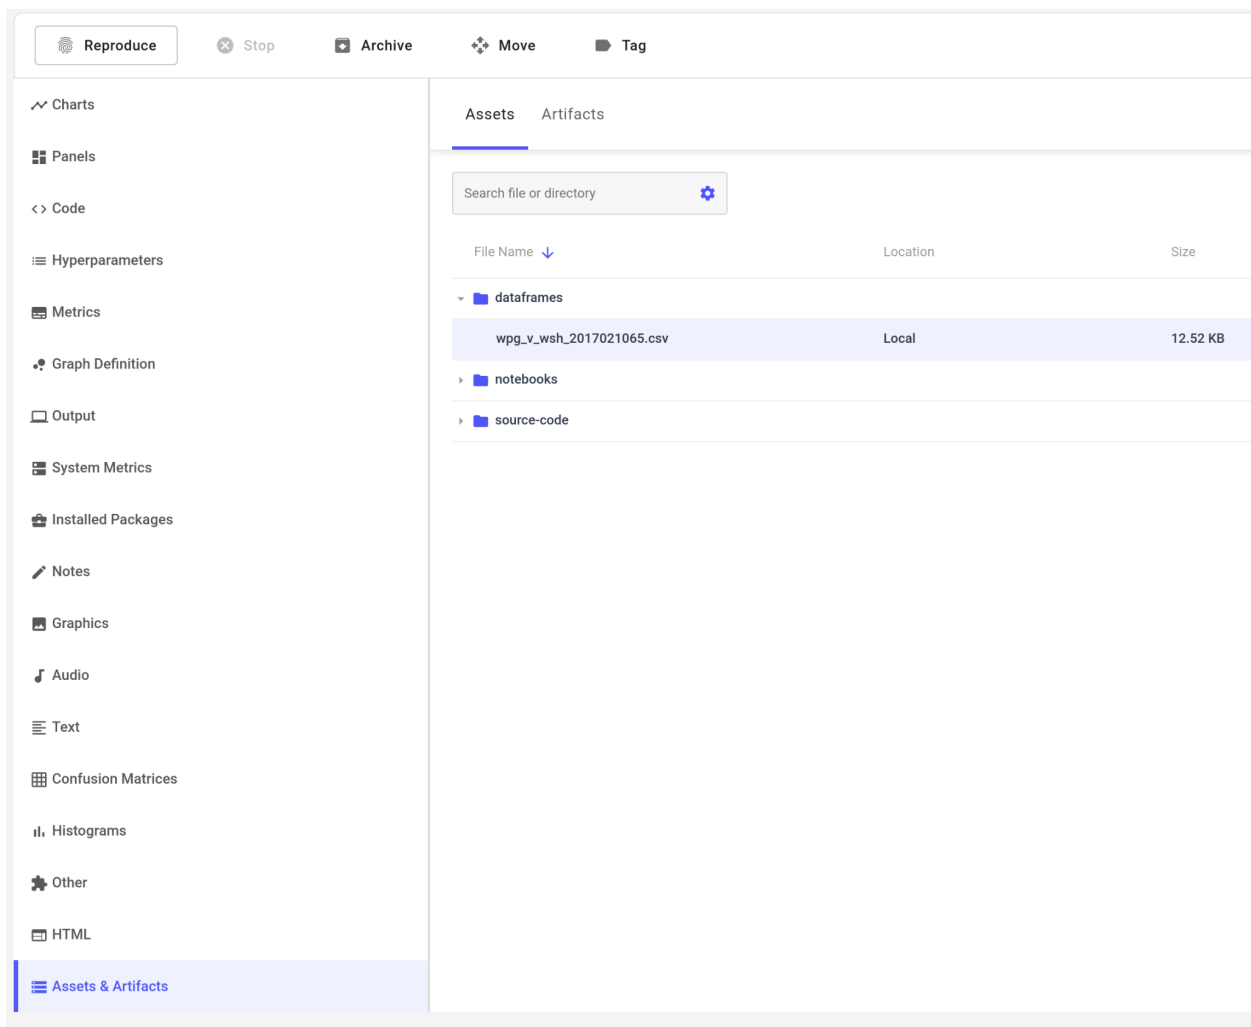 Reproduce Stop Archive Move Tag
Charts
Panels
Code
Hyperparameters
Metrics
Graph Definition
Output
System Metrics
Installed Packages
Notes
Graphics
Audio
Text
Confusion Matrices
Histograms
Other
HTML
Assets & Artifacts
Assets Artifacts
Search file or directory
File Name Location Size
dataframes
wpg_v_wsh_2017021065.csv Local 12.52 KB
notebooks
source-code